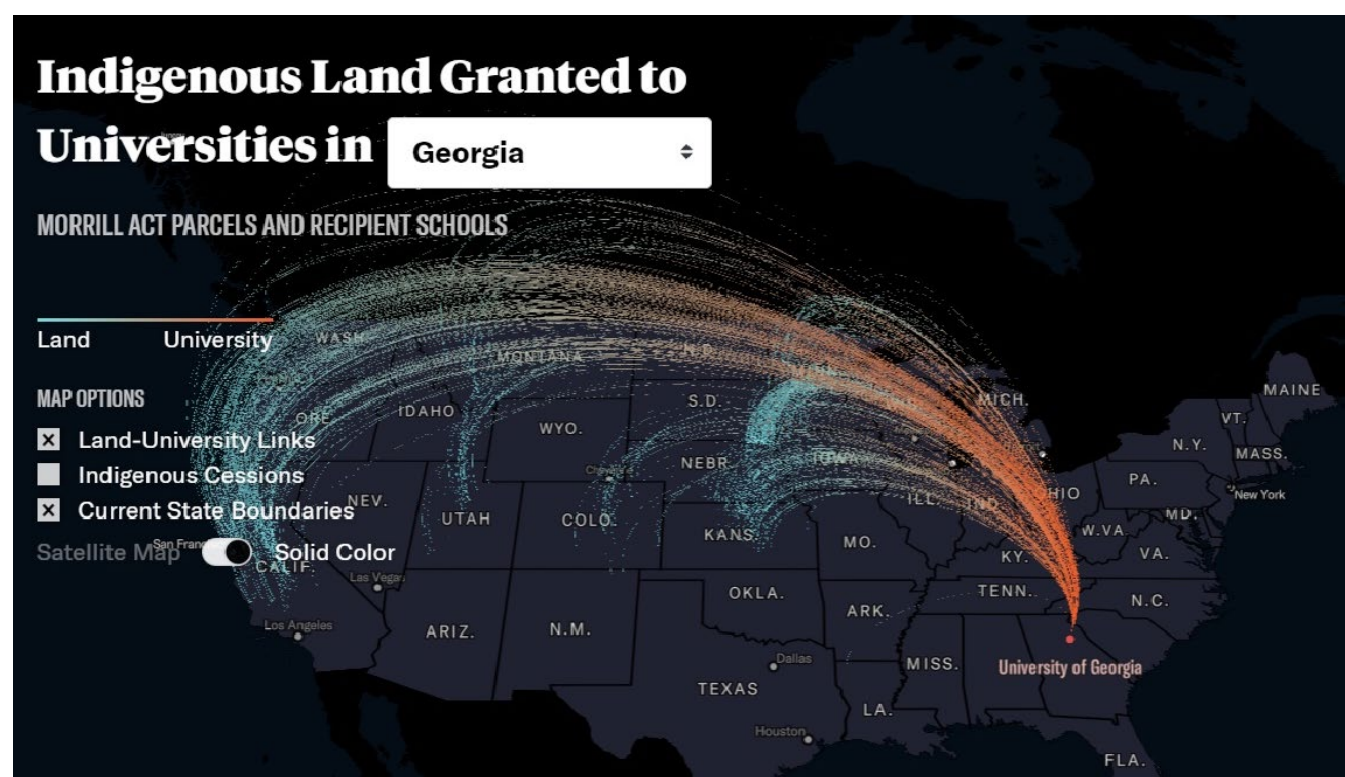 Indigenous Land Granted to
Universities in Georgia
MORRILL ACT PARCELS AND RECIPIENT SCHOOLS
Land University
MAP OPTIONS
Land-University Links
Indigenous Cessions
Current State Boundaries
Satellite Map Solid Color
WASH.
MONTANA
N.D.
MINN.
ORE.
IDAHO
S.D.
MICH.
MAINE
VT.
WYO.
N.Y.
MASS.
Cheyenne
NEBR.
IOWA
PA.
New York
NEV.
UTAH
COLO.
KANS.
ILL.
IND.
OHIO
MD.
W.VA.
San Fran
CALIF.
MO.
KY.
VA.
Las Vegas
OKLA.
TENN.
N.C.
ARK.
Los Angeles
ARIZ.
N.M.
Dallas
MISS.
University of Georgia
TEXAS
LA.
Houston
FLA.